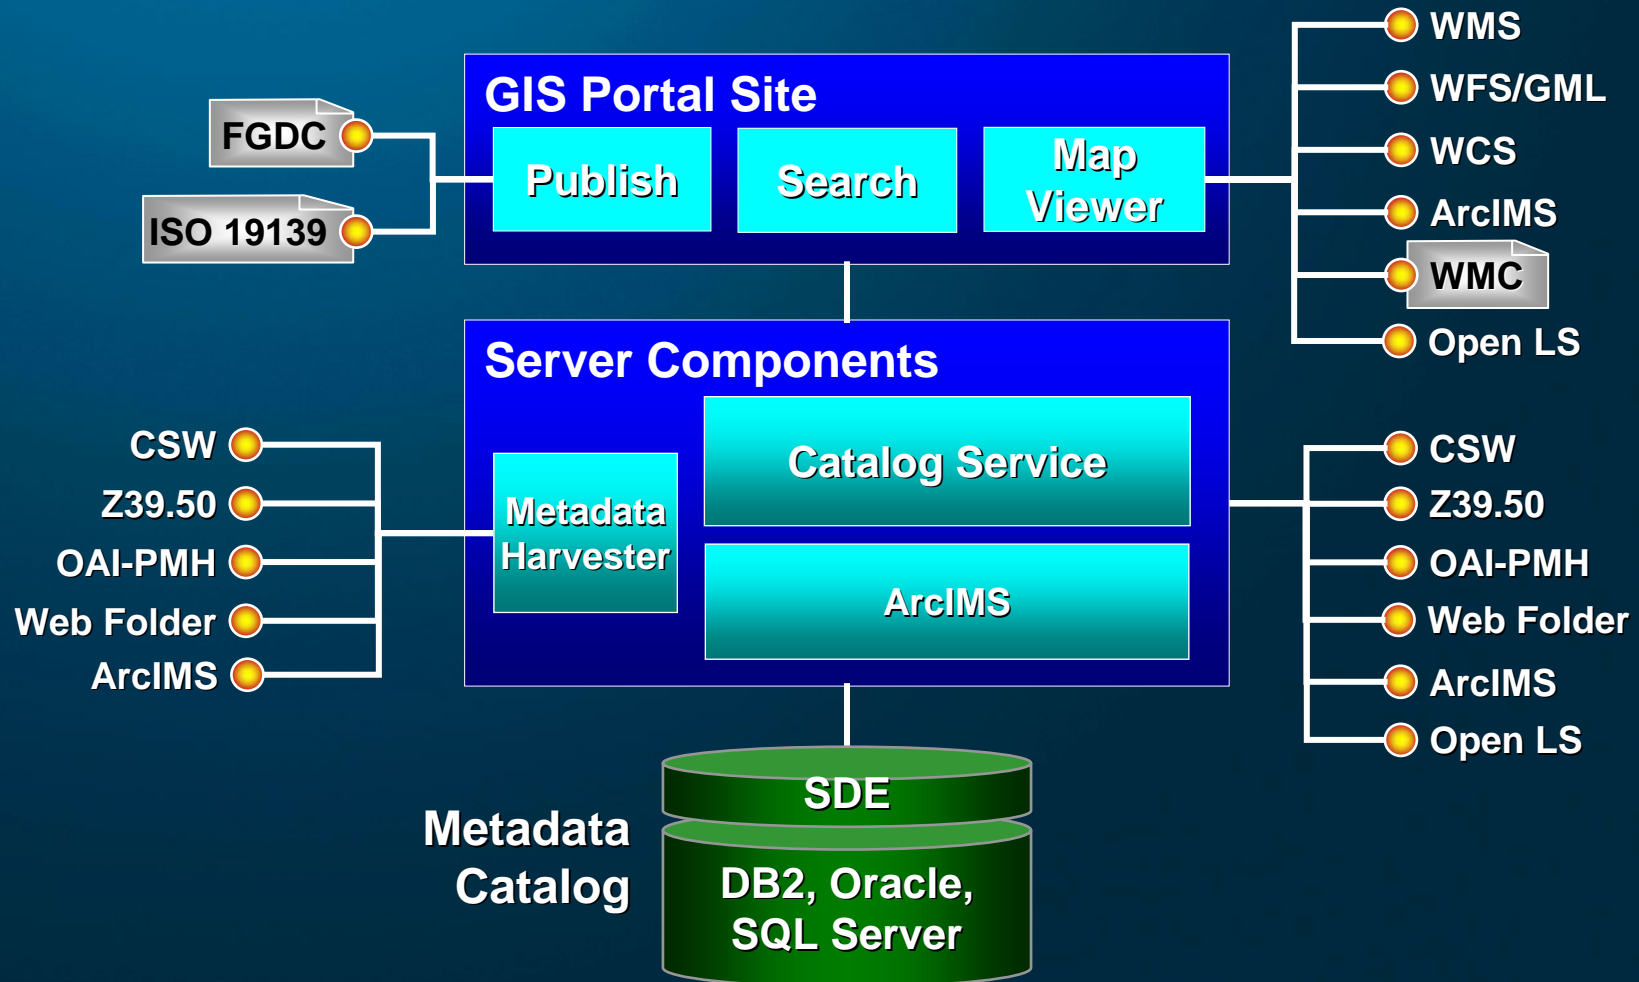 GIS Portal Site
FGDC
ISO 19139
Publish
Search
Map
Viewer
WMS
WFS/GML
WCS
ArcIMS
WMC
Open LS
Server Components
CSW
Z39.50
OAI-PMH
Web Folder
ArcIMS
Metadata
Harvester
Catalog Service
ArcIMS
CSW
Z39.50
OAI-PMH
Web Folder
ArcIMS
Open LS
Metadata
Catalog
SDE
DB2, Oracle,
SQL Server